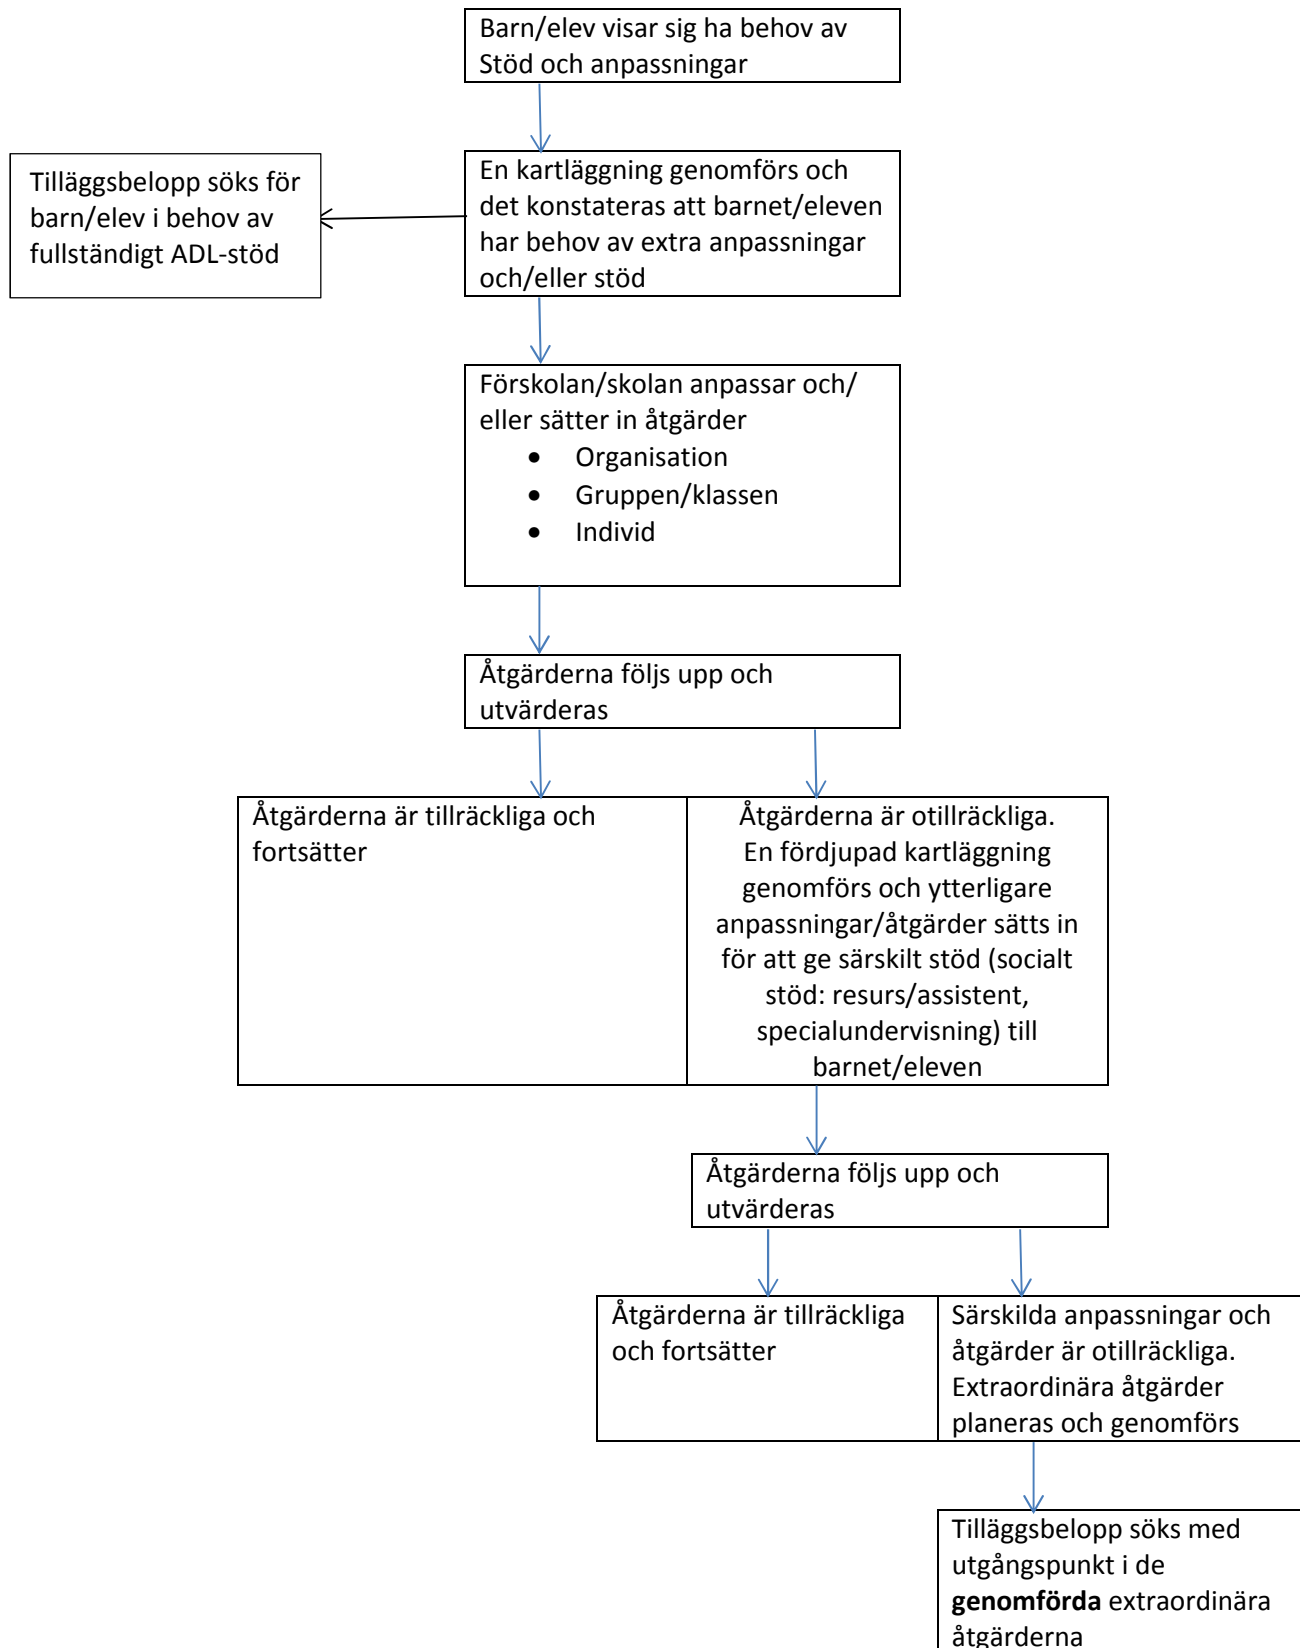 Barn/elev visar sig ha behov av
Stöd och anpassningar
Tilläggsbelopp söks för
barn/elev i behov av
fullständigt ADL-stöd
En kartläggning genomförs och
det konstateras att barnet/eleven
har behov av extra anpassningar
och/eller stöd
Förskolan/skolan anpassar och/
eller sätter in åtgärder
• Organisation
• Gruppen/klassen
• Individ
Åtgärderna följs upp och
utvärderas
Åtgärderna är tillräckliga och
fortsätter
Åtgärderna är otillräckliga.
En fördjupad kartläggning
genomförs och ytterligare
anpassningar/åtgärder sätts in
för att ge särskilt stöd (socialt
stöd: resurs/assistent,
specialundervisning) till
barnet/eleven
Åtgärderna följs upp och
utvärderas
Åtgärderna är tillräckliga
och fortsätter
Särskilda anpassningar och
åtgärder är otillräckliga.
Extraordinära åtgärder
planeras och genomförs
Tilläggsbelopp söks med
utgångspunkt i de
genomförda extraordinära
åtgärderna